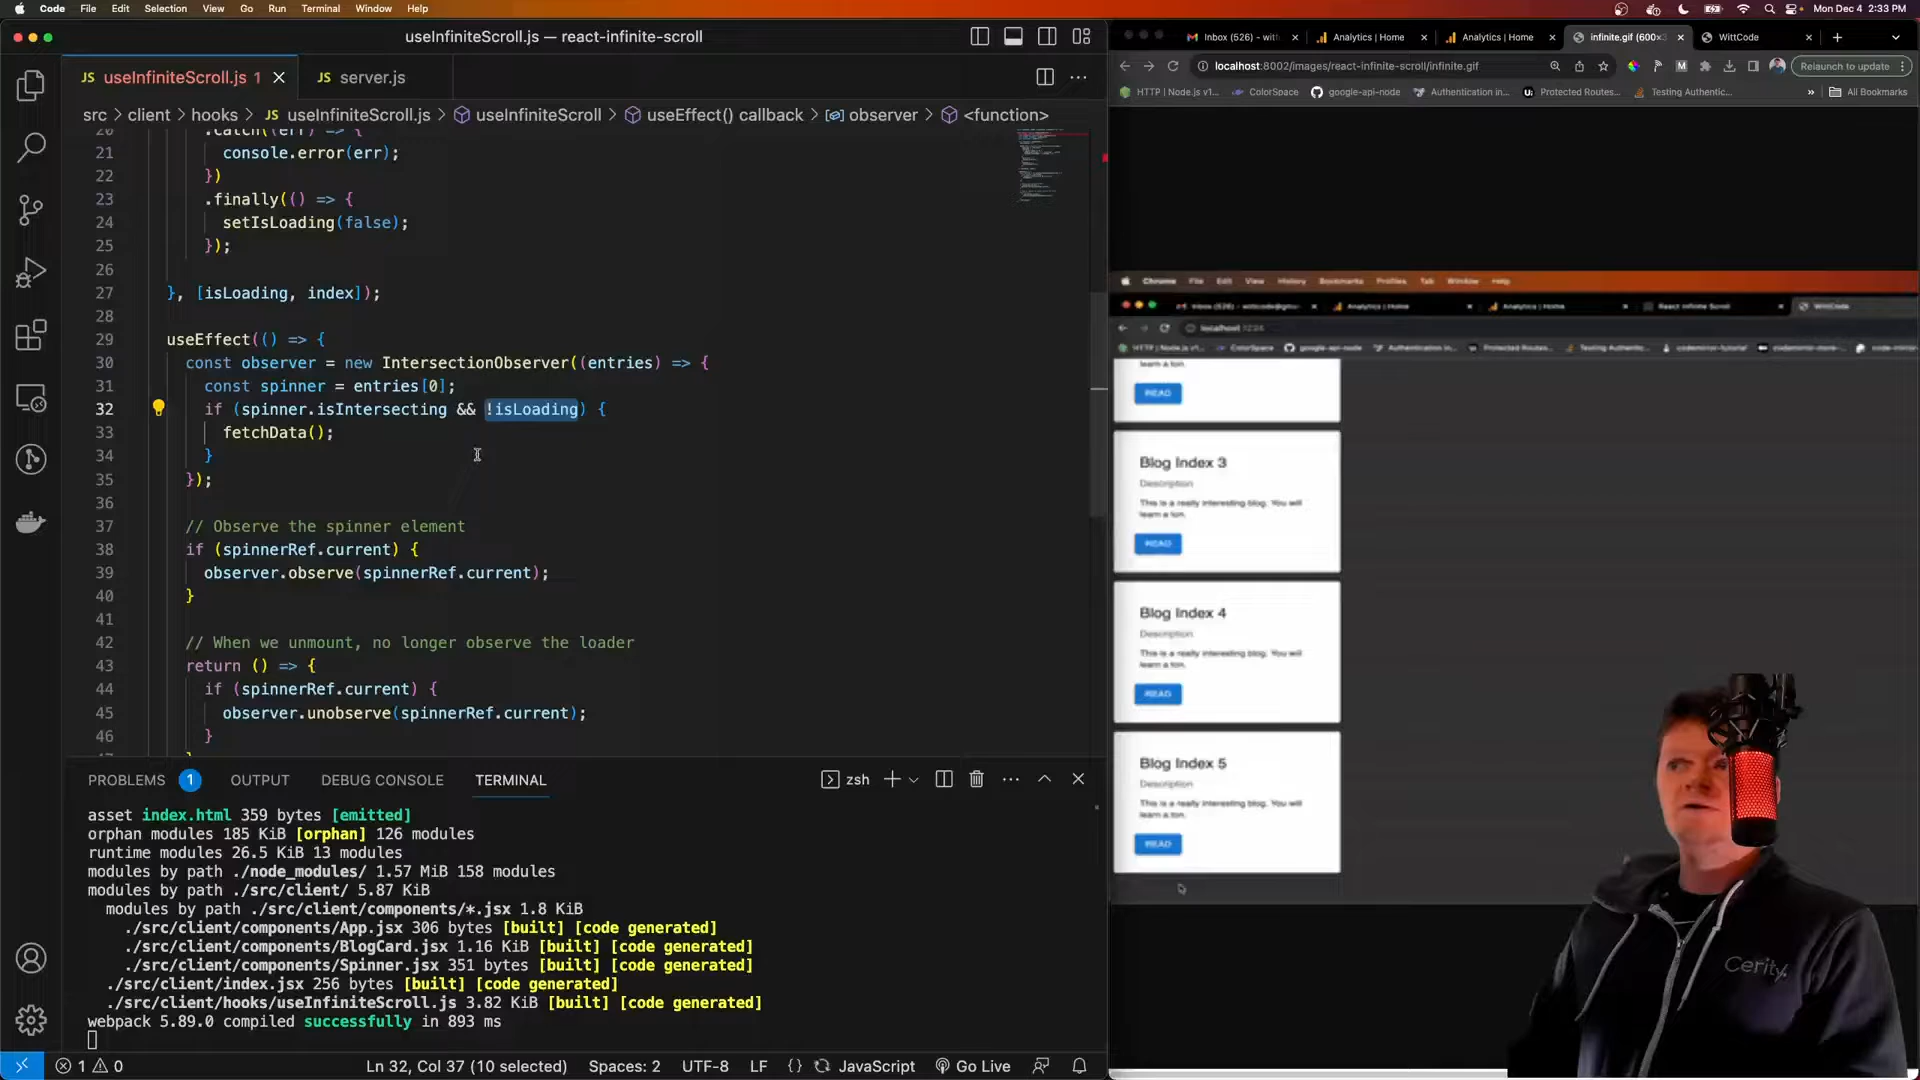 Code File Edit Selection View Go Run Terminal Window Help
Mon Dec 4 2:33 PM
useInfiniteScroll.js — react-infinite-scroll
JS useInfiniteScroll.js 1
JS server.js
src > client > hooks > JS useInfiniteScroll.js > useInfiniteScroll > useEffect() callback > observer > <function>
20 .catch((err) => {
21 console.error(err);
22 })
23 .finally(() => {
24 setIsLoading(false);
25 });
26
27 }, [isLoading, index]);
28
29 useEffect(() => {
30 const observer = new IntersectionObserver((entries) => {
31 const spinner = entries[0];
32 if (spinner.isIntersecting && !isLoading) {
33 fetchData();
34 }
35 });
36
37 // Observe the spinner element
38 if (spinnerRef.current) {
39 observer.observe(spinnerRef.current);
40 }
41
42 // When we unmount, no longer observe the loader
43 return () => {
44 if (spinnerRef.current) {
45 observer.unobserve(spinnerRef.current);
46 }
PROBLEMS 1 OUTPUT DEBUG CONSOLE TERMINAL
zsh
asset index.html 359 bytes [emitted]
orphan modules 185 KiB [orphan] 126 modules
runtime modules 26.5 KiB 13 modules
modules by path ./node_modules/ 1.57 MiB 158 modules
modules by path ./src/client/ 5.87 KiB
modules by path ./src/client/components/*.jsx 1.8 KiB
./src/client/components/App.jsx 306 bytes [built] [code generated]
./src/client/components/BlogCard.jsx 1.16 KiB [built] [code generated]
./src/client/components/Spinner.jsx 351 bytes [built] [code generated]
./src/client/index.jsx 256 bytes [built] [code generated]
./src/client/hooks/useInfiniteScroll.js 3.82 KiB [built] [code generated]
webpack 5.89.0 compiled successfully in 893 ms
1 0
Ln 32, Col 37 (10 selected) Spaces: 2 UTF-8 LF {} JavaScript Go Live
Inbox (526) - witt
Analytics | Home
Analytics | Home
infinite.gif (600×
WittCode
localhost:8002/images/react-infinite-scroll/infinite.gif
M
Relaunch to update
HTTP | Node.js v1...
ColorSpace
google-api-node
Authentication in...
Protected Routes...
Testing Authentic...
» All Bookmarks
Chrome File Edit View History Bookmarks Profiles Tab Window Help
Analytics | Home
Analytics | Home
React Infinite Scroll
WittCode
learn a ton.
READ
Blog Index 3
Description
This is a really interesting blog. You will
learn a ton.
READ
Blog Index 4
Description
This is a really interesting blog. You will
learn a ton.
READ
Blog Index 5
Description
This is a really interesting blog. You will
learn a ton.
READ
Cerity